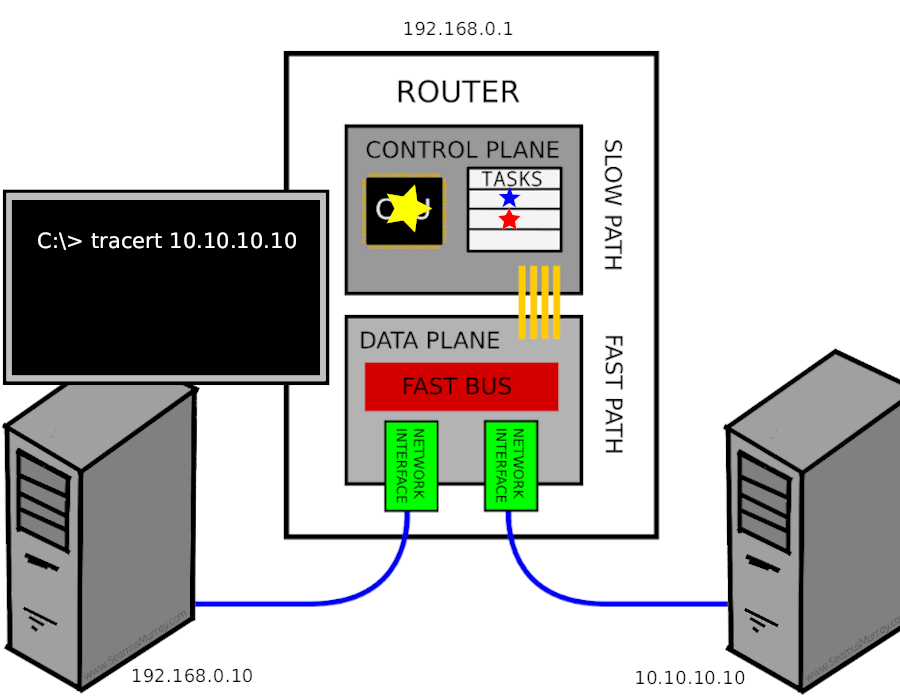 192.168.0.1
ROUTER
CONTROL PLANE
TASKS
SLOW PATH
C:\> tracert 10.10.10.10
DATA PLANE
FAST BUS
FAST PATH
NETWORK
INTERFACE
NETWORK
INTERFACE
www.SeamusMurray.com
192.168.0.10
www.SeamusMurray.com
10.10.10.10